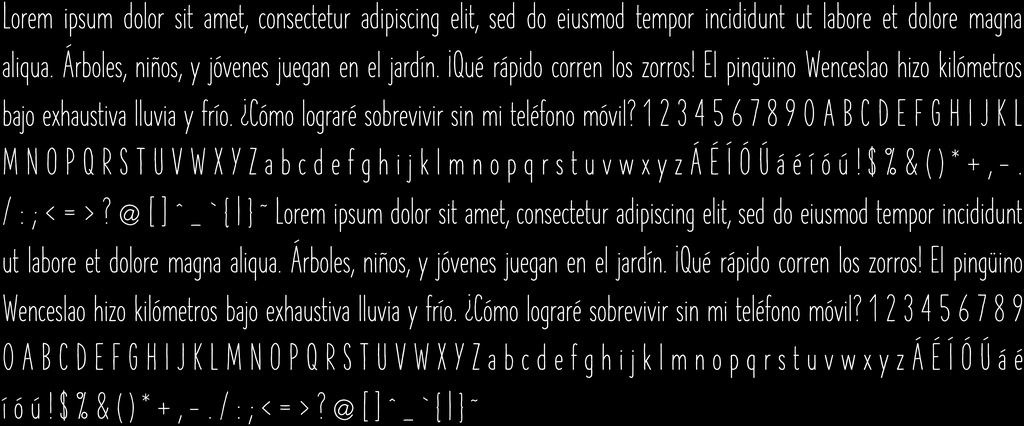 Lorem ipsum dolor sit amet, consectetur adipiscing elit, sed do eiusmod tempor incididunt ut labore et dolore magna
aliqua. Árboles, niños, y jóvenes juegan en el jardín. ¡Qué rápido corren los zorros! El pingüino Wenceslao hizo kilómetros
bajo exhaustiva lluvia y frío. ¿Cómo lograré sobrevivir sin mi teléfono móvil? 1 2 3 4 5 6 7 8 9 0 A B C D E F G H I J K L
M N O P Q R S T U V W X Y Z a b c d e f g h i j k l m n o p q r s t u v w x y z Á É Í Ó Ú á é í ó ú ! $ % & ( ) * + , - .
/ : ; < = > ? @ [ ] ^ _ ` { | } ~ Lorem ipsum dolor sit amet, consectetur adipiscing elit, sed do eiusmod tempor incididunt
ut labore et dolore magna aliqua. Árboles, niños, y jóvenes juegan en el jardín. ¡Qué rápido corren los zorros! El pingüino
Wenceslao hizo kilómetros bajo exhaustiva lluvia y frío. ¿Cómo lograré sobrevivir sin mi teléfono móvil? 1 2 3 4 5 6 7 8 9
0 A B C D E F G H I J K L M N O P Q R S T U V W X Y Z a b c d e f g h i j k l m n o p q r s t u v w x y z Á É Í Ó Ú á é
í ó ú ! $ % & ( ) * + , - . / : ; < = > ? @ [ ] ^ _ ` { | } ~